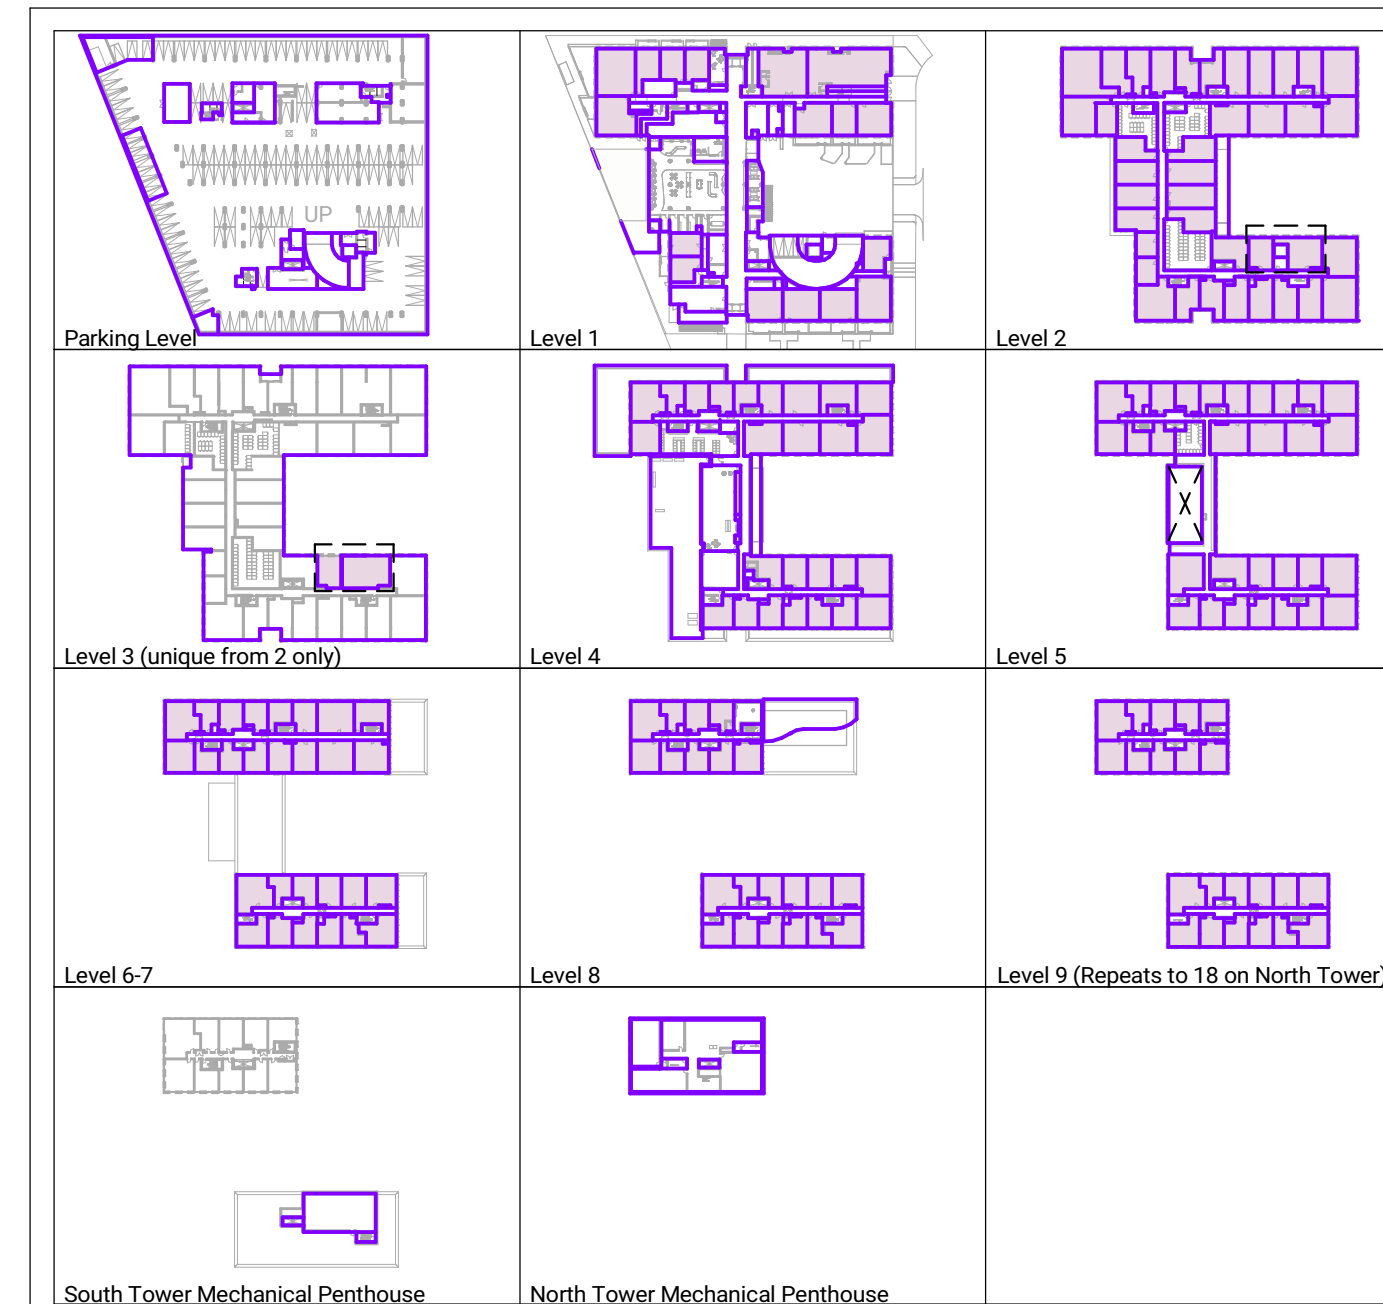 UP
Parking Level
Level 1
Level 2
Level 3 (unique from 2 only)
Level 4
Level 5
Level 6-7
Level 8
Level 9 (Repeats to 18 on North Tower)
South Tower Mechanical Penthouse
North Tower Mechanical Penthouse